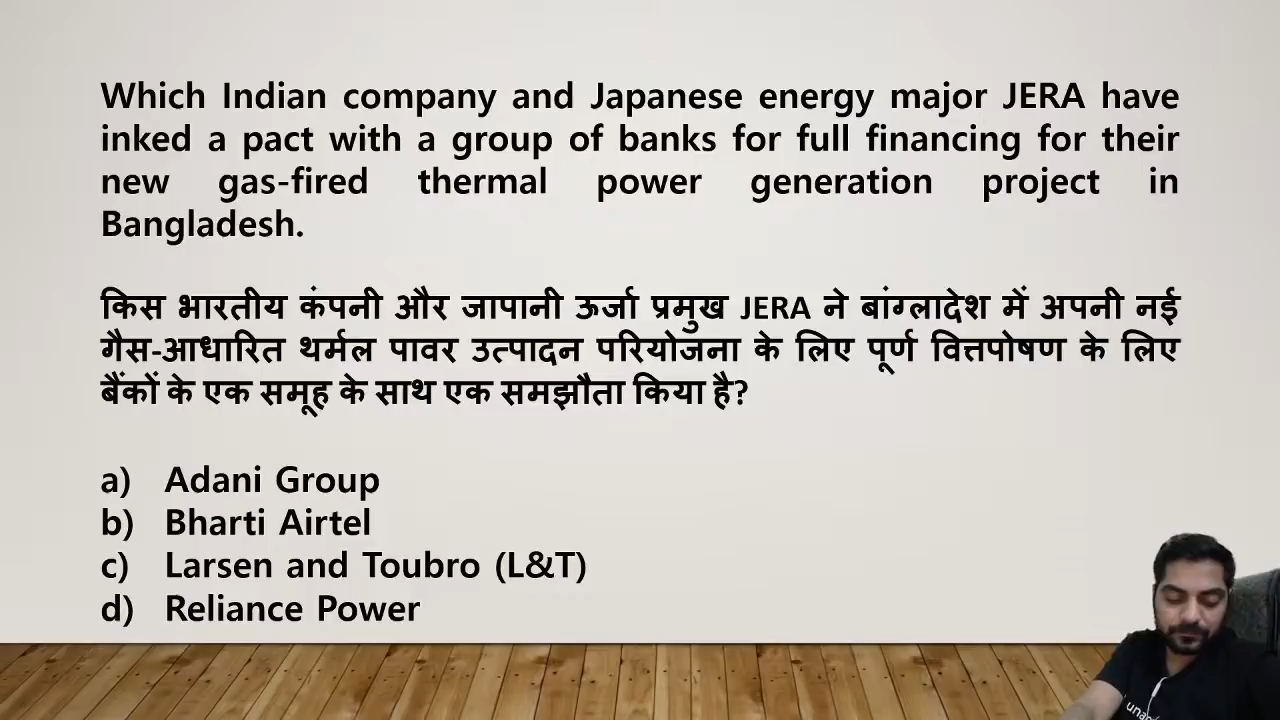 Which Indian company and Japanese energy major JERA have
inked a pact with a group of banks for full financing for their
new gas-fired thermal power generation project in
Bangladesh.
किस भारतीय कंपनी और जापानी ऊर्जा प्रमुख JERA ने बांग्लादेश में अपनी नई
गैस-आधारित थर्मल पावर उत्पादन परियोजना के लिए पूर्ण वित्तपोषण के लिए
बैंकों के एक समूह के साथ एक समझौता किया है?
a) Adani Group
b) Bharti Airtel
c) Larsen and Toubro (L&T)
d) Reliance Power